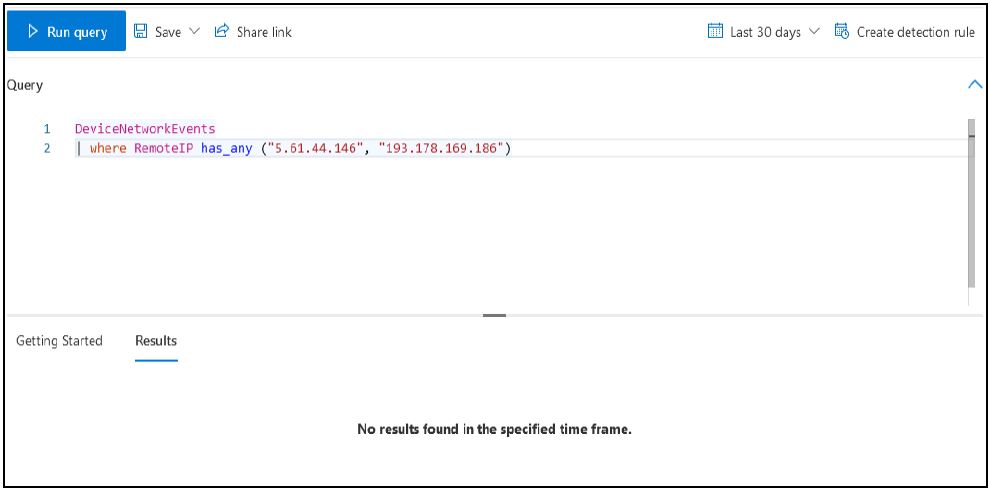 Run query Save Share link Last 30 days Create detection rule
Query
1 DeviceNetworkEvents
2 | where RemoteIP has_any ("5.61.44.146", "193.178.169.186")
Getting Started Results
No results found in the specified time frame.